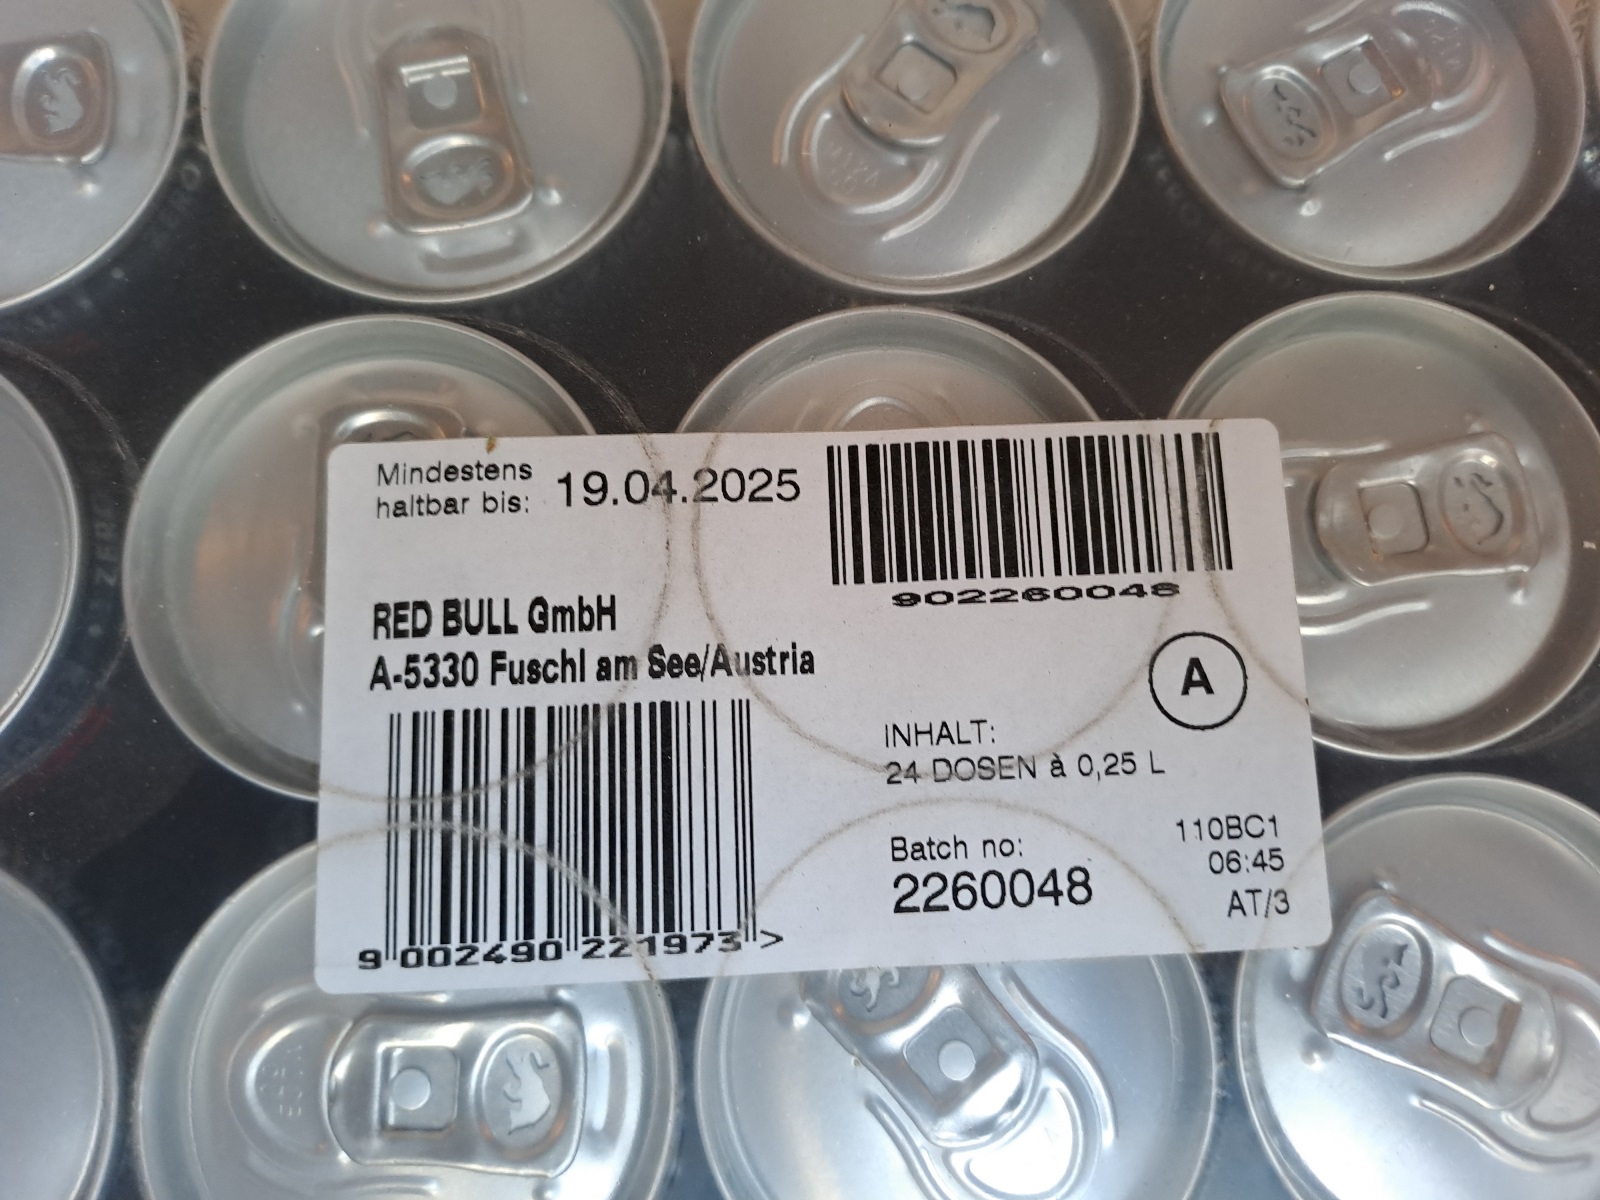 Mindestens
haltbar bis: 19.04.2025
902260048
RED BULL GmbH
A-5330 Fuschl am See/Austria
A
INHALT:
24 DOSEN à 0,25 L
Batch no:
2260048
110BC1
06:45
AT/3
9 002490 221973 >
ZERO